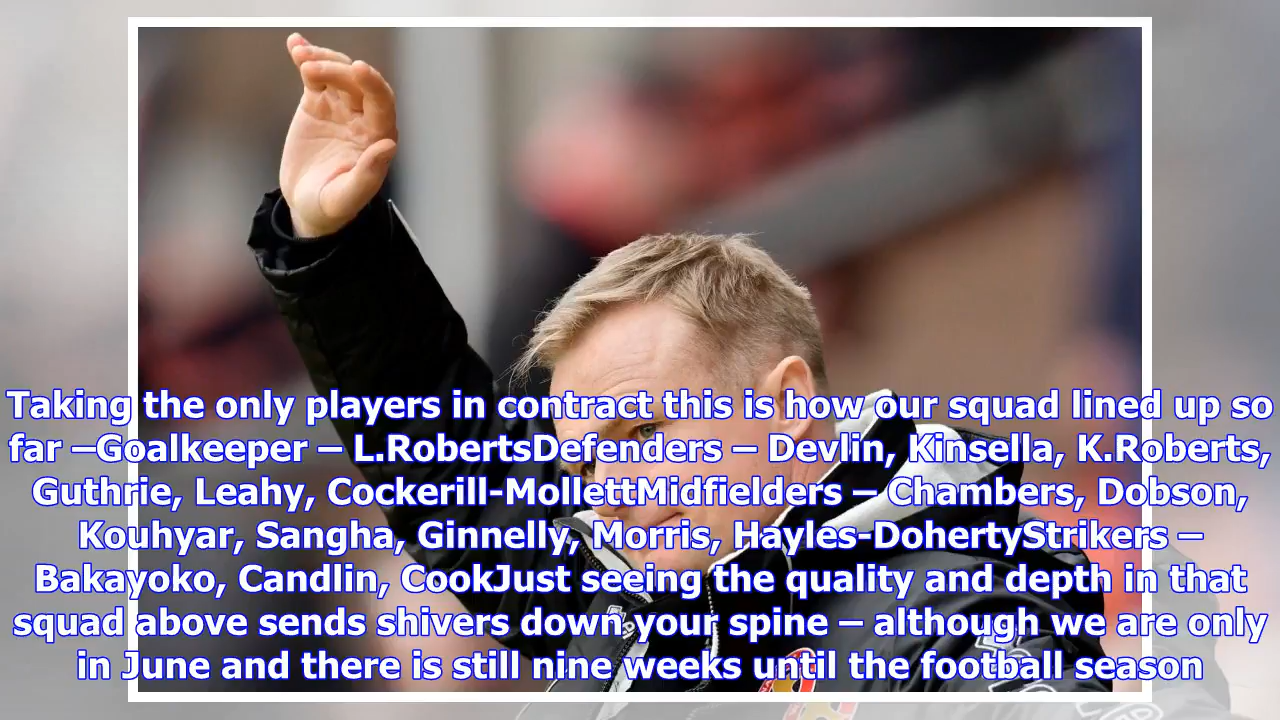 Taking the only players in contract this is how our squad lined up so
far –Goalkeeper – L.RobertsDefenders – Devlin, Kinsella, K.Roberts,
Guthrie, Leahy, Cockerill-MollettMidfielders – Chambers, Dobson,
Kouhyar, Sangha, Ginnelly, Morris, Hayles-DohertyStrikers –
Bakayoko, Candlin, CookJust seeing the quality and depth in that
squad above sends shivers down your spine – although we are only
in June and there is still nine weeks until the football season